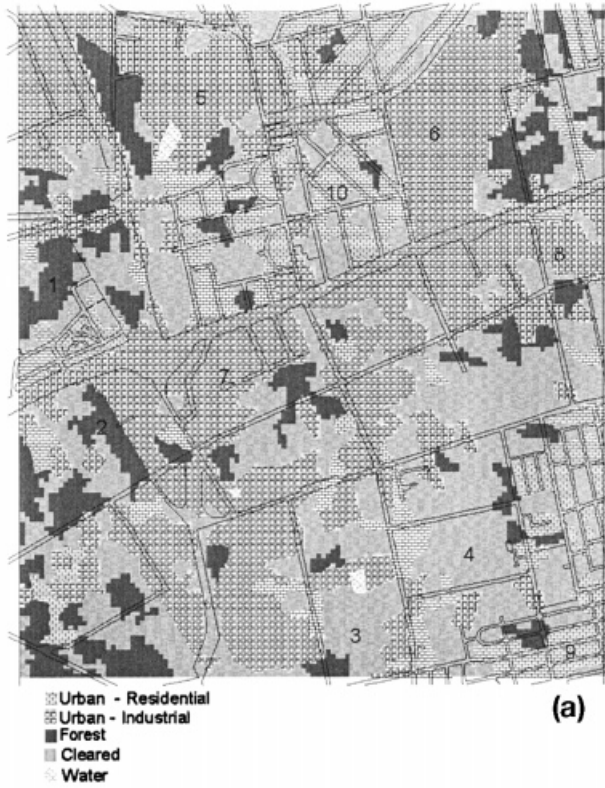 5
6
10
8
1
7
2
4
3
9
(a)
Urban - Residential
Urban - Industrial
Forest
Cleared
Water